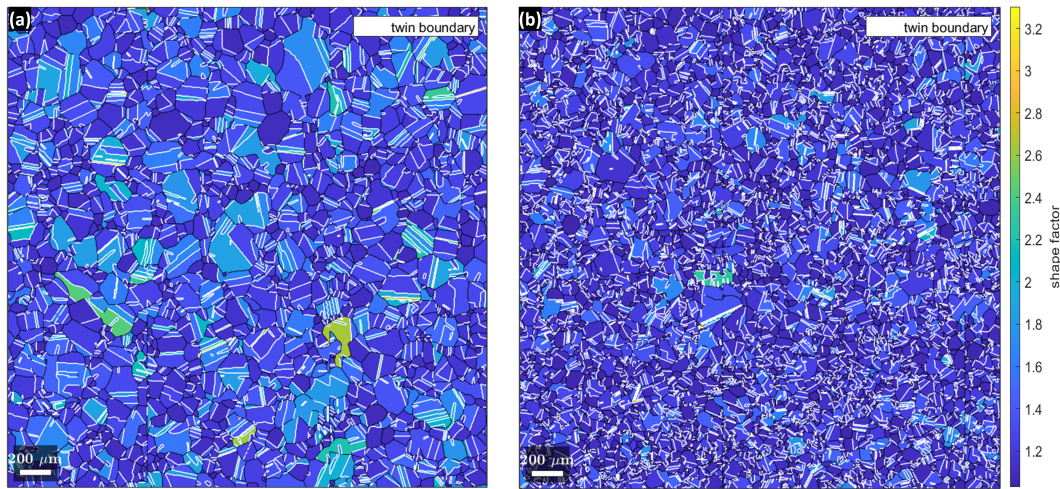 (a)
twin boundary
200 μm
(b)
twin boundary
200 μm
3.2
3
2.8
2.6
2.4
2.2
2
1.8
1.6
1.4
1.2
shape factor